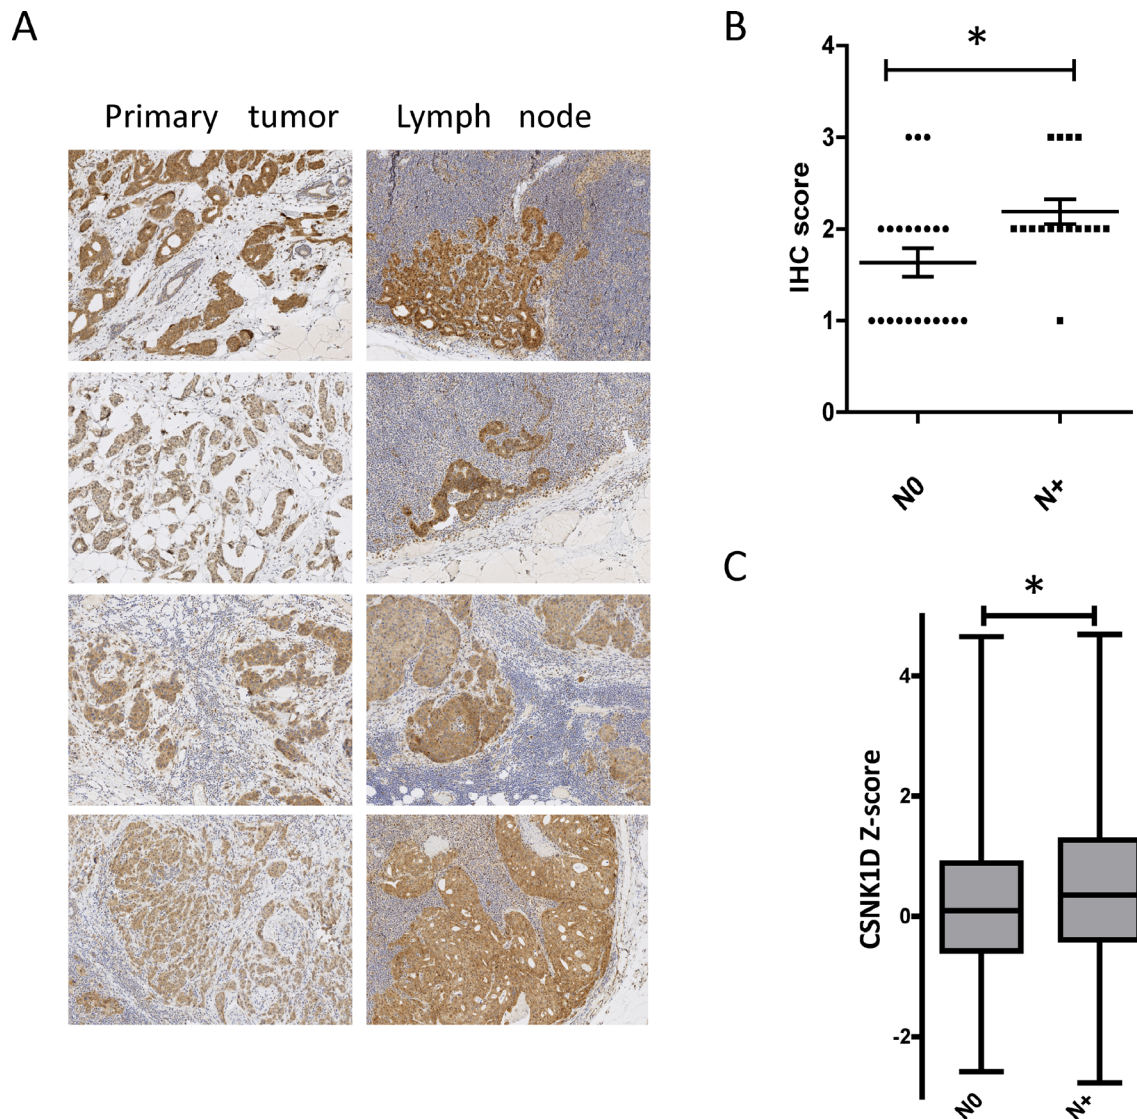 A
Primary tumor
Lymph node
B
*
4
3
2
1
0
IHC score
N0
N+
C
*
4
2
0
-2
CSNK1D Z-score
N0
N+